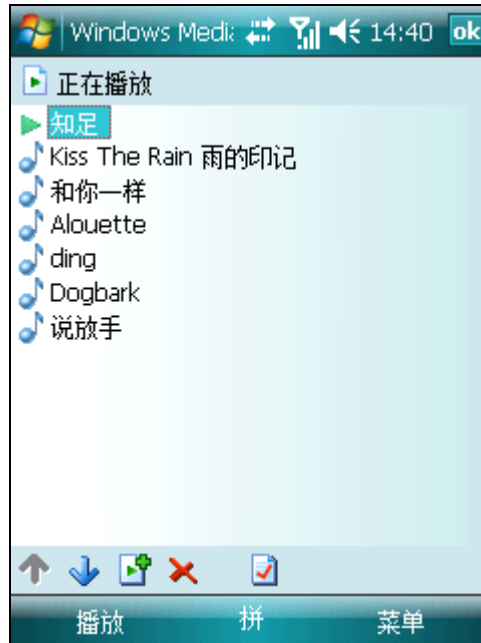 Windows Media 14:40 ok
正在播放
知足
Kiss The Rain 雨的印记
和你一样
Alouette
ding
Dogbark
说放手
播放 拼 菜单